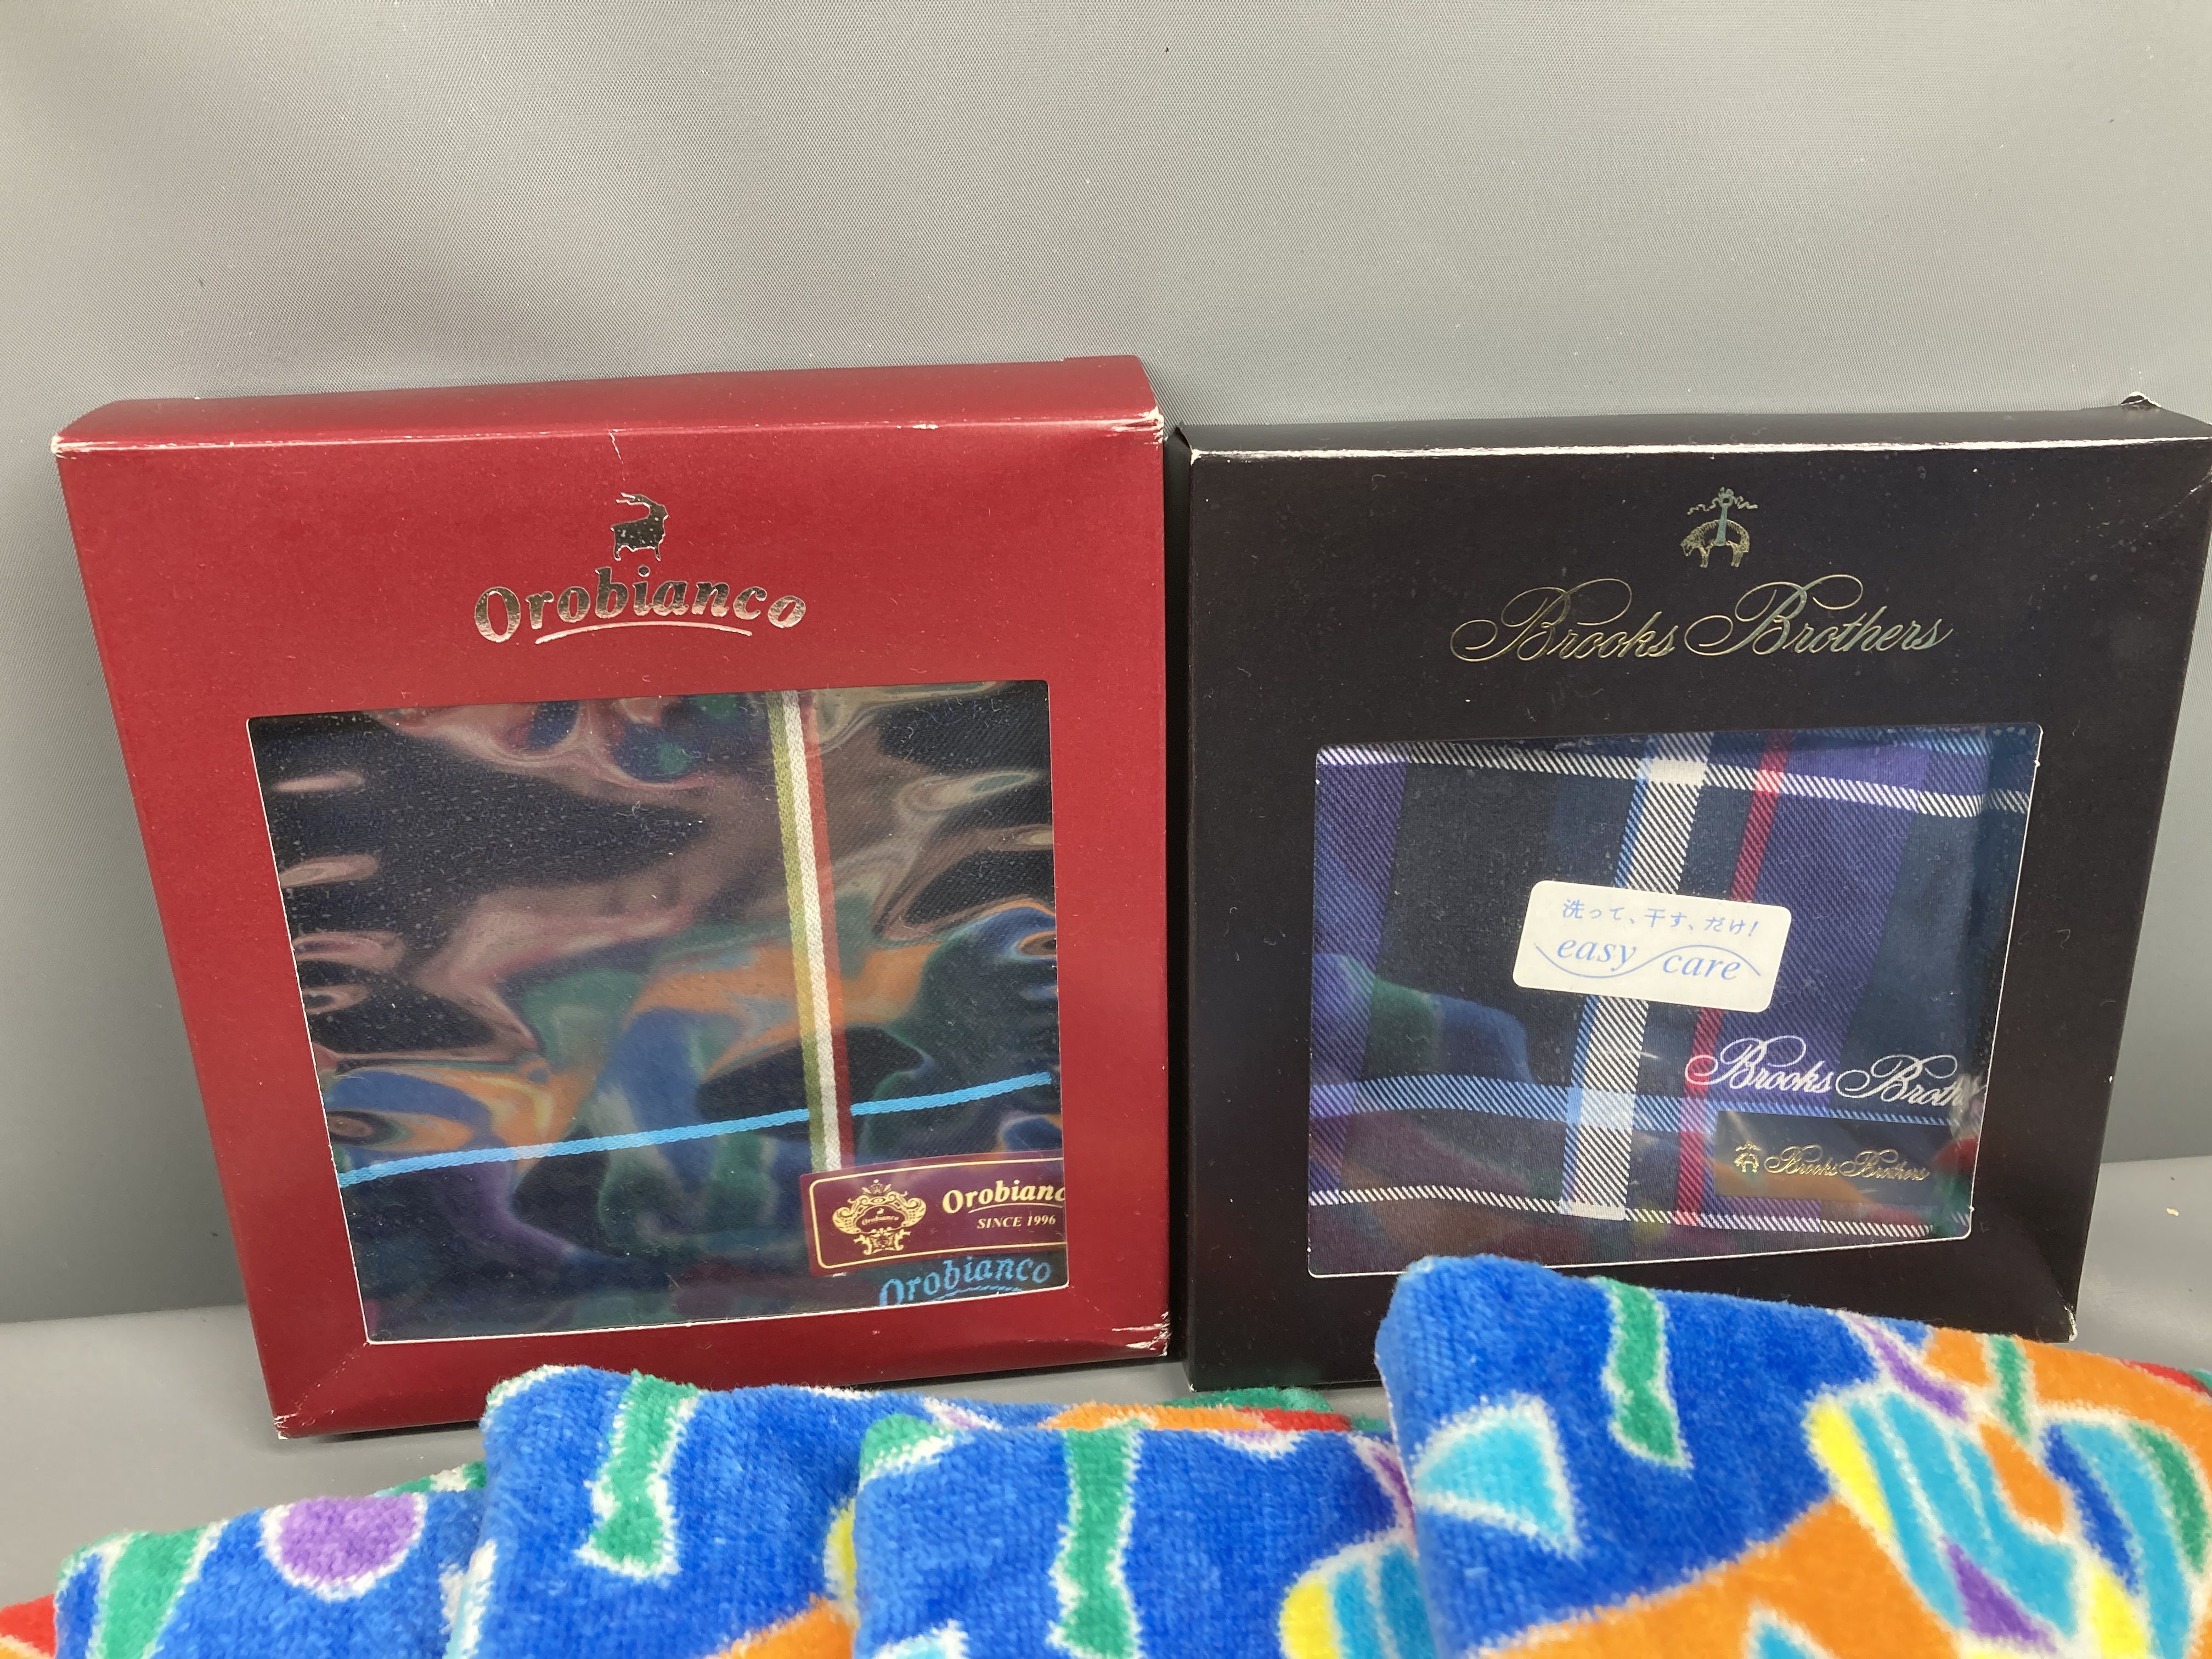 Orobianco
Orobianc
SINCE 1996
Orobianco
Orobianco
Brooks Brothers
洗って、干す、だけ!
easy care
Brooks Broth
Brooks Brothers